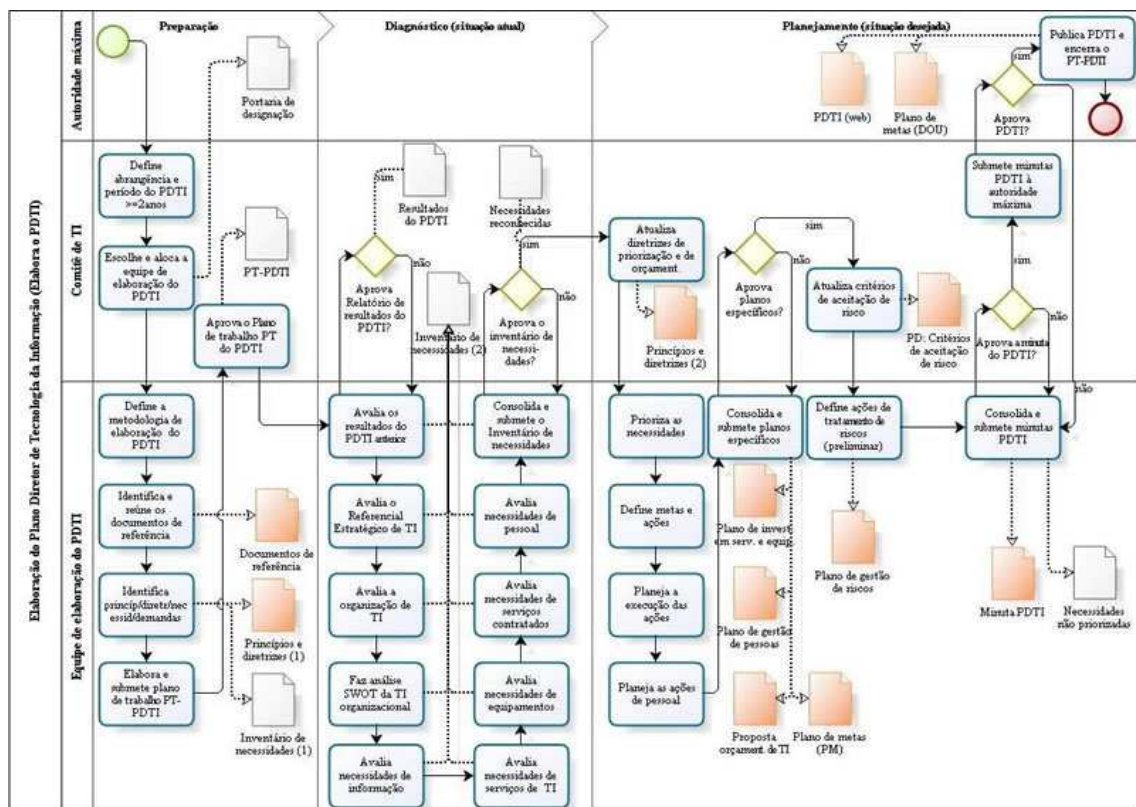 Elaboração do Plano Diretor de Tecnologia da Informação (Elabora o PDTI)
Preparação
Diagnóstico (situação atual)
Planejamento (situação desejada)
Autoridade máxima
Portaria de
designação
PDTI (web)
Plano de
metas (DOU)
sim
Aprova
PDTI?
Publica PDTI e
encerra o
PT-PDTI
Comitê de TI
Define
abrangência e
período do PDTI
>=2anos
Escolhe e aloca a
equipe de
elaboração do
PDTI
PT-PDTI
Aprova o Plano
de trabalho PT
do PDTI
sim
Resultados
do PDTI
não
Aprova
Relatório de
resultados do
PDTI?
Inventário de
necessidades (2)
Necessidades
reconhecidas
sim
não
Aprova o
inventário de
necessi-
dades?
Atualiza
diretrizes de
priorização e de
orçament.
Princípios e
diretrizes (2)
sim
não
Aprova
planos
específicos?
Atualiza critérios
de aceitação de
risco
PD: Critérios
de aceitação
de risco
Submete minutas
PDTI à
autoridade
máxima
sim
não
Aprova a minuta
do PDTI?
não
Equipe de elaboração do PDTI
Define a
metodologia de
elaboração do
PDTI
Identifica e
reúne os
documentos de
referência
Documentos de
referência
Identifica
princíp/diretr/nec
essid/demandas
Princípios e
diretrizes (1)
Elabora e
submete plano
de trabalho PT-
PDTI
Inventário de
necessidades (1)
Avalia os
resultados do
PDTI anterior
Avalia o
Referencial
Estratégico de TI
Avalia a
organização de
TI
Faz análise
SWOT da TI
organizacional
Avalia
necessidades de
informação
Consolida e
submete o
Inventário de
necessidades
Avalia
necessidades de
pessoal
Avalia
necessidades de
serviços
contratados
Avalia
necessidades de
equipamentos
Avalia
necessidades de
serviços de TI
Prioriza as
necessidades
Define metas e
ações
Planeja a
execução das
ações
Planeja as ações
de pessoal
Consolida e
submete planos
específicos
Plano de invest.
em serv. e equip.
Plano de gestão
de pessoas
Proposta
orçament. de TI
Plano de metas
(PM)
Define ações de
tratamento de
riscos
(preliminar)
Plano de gestão
de riscos
Consolida e
submete minutas
PDTI
Minuta PDTI
Necessidades
não priorizadas